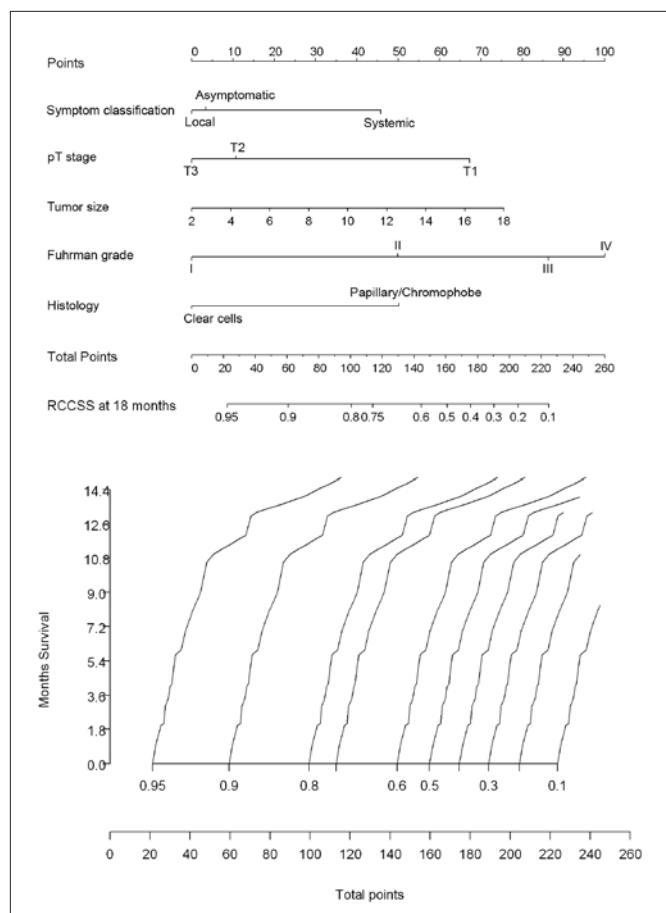 0 10 20 30 40 50 60 70 80 90 100
Points
Asymptomatic
Symptom classification
Local Systemic
T2
pT stage
T3 T1
Tumor size
2 4 6 8 10 12 14 16 18
II IV
Fuhrman grade
I III
Papillary/Chromophobe
Histology
Clear cells
Total Points
0 20 40 60 80 100 120 140 160 180 200 220 240 260
RCCSS at 18 months
0.95 0.9 0.8 0.75 0.6 0.5 0.4 0.3 0.2 0.1
Months Survival
14.4
12.6
10.8
9.0
7.2
5.4
3.6
1.8
0.0
0.95 0.9 0.8 0.6 0.5 0.3 0.1
0 20 40 60 80 100 120 140 160 180 200 220 240 260
Total points